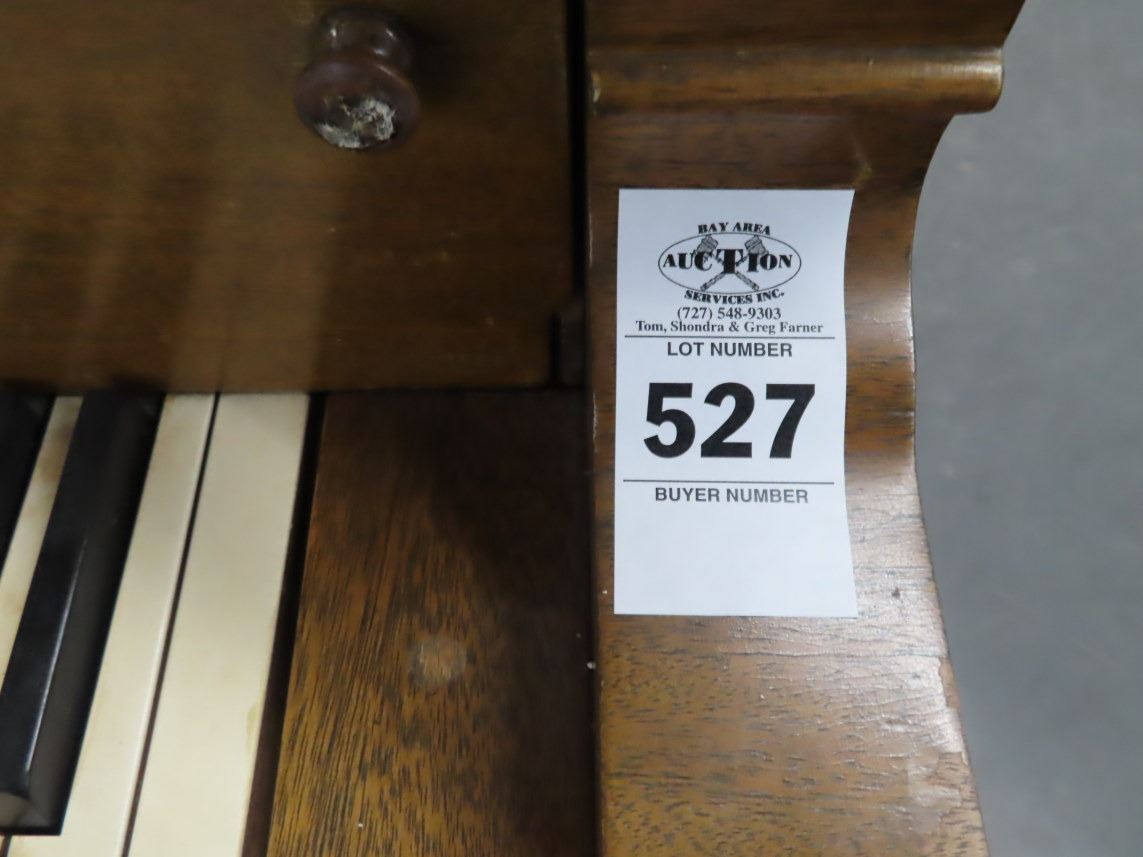 BAY AREA
AUCTION
SERVICES INC.
(727) 548-9303
Tom, Shondra & Greg Farner
LOT NUMBER
527
BUYER NUMBER